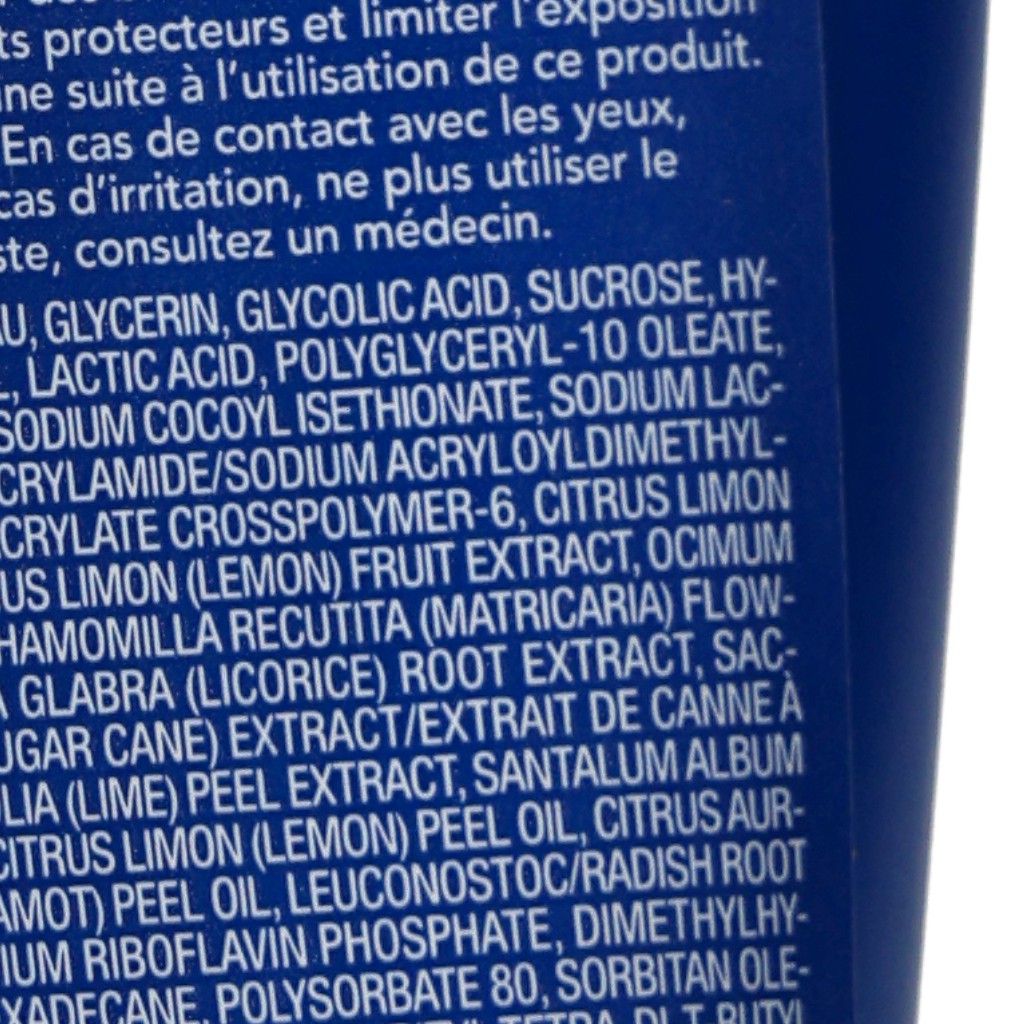 ts protecteurs et limiter l'exposition
ne suite à l'utilisation de ce produit.
En cas de contact avec les yeux,
cas d'irritation, ne plus utiliser le
ste, consultez un médecin.
AU, GLYCERIN, GLYCOLIC ACID, SUCROSE, HY-
LACTIC ACID, POLYGLYCERYL-10 OLEATE,
SODIUM COCOYL ISETHIONATE, SODIUM LAC-
CRYLAMIDE/SODIUM ACRYLOYLDIMETHYL-
CRYLATE CROSSPOLYMER-6, CITRUS LIMON
US LIMON (LEMON) FRUIT EXTRACT, OCIMUM
HAMOMILLA RECUTITA (MATRICARIA) FLOW-
A GLABRA (LICORICE) ROOT EXTRACT, SAC-
UGAR CANE) EXTRACT/EXTRAIT DE CANNE À
LIA (LIME) PEEL EXTRACT, SANTALUM ALBUM
CITRUS LIMON (LEMON) PEEL OIL, CITRUS AUR-
AMOT) PEEL OIL, LEUCONOSTOC/RADISH ROOT
IUM RIBOFLAVIN PHOSPHATE, DIMETHYLHY-
XADECANE, POLYSORBATE 80, SORBITAN OLE-
TETRA-DI-T-BUTYL